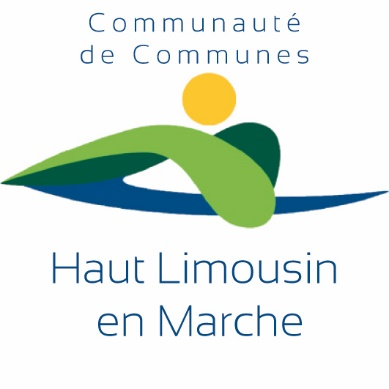 Communauté
de Communes
Haut Limousin
en Marche